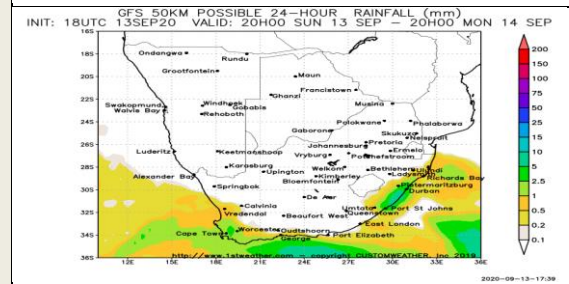 GFS 50KM POSSIBLE 24-HOUR RAINFALL (mm)
INIT: 18UTC 13SEP20 VALID: 20H00 SUN 13 SEP - 20H00 MON 14 SEP
16S
18S
20S
22S
24S
26S
28S
30S
32S
34S
36S
Ondangwa
Rundu
Grootfontein
Maun
Francistown
Ghanzi
Musina
Swakopmund
Walvis Bay
Windhoek
Gobabis
Rehoboth
Polokwane
Phalaborwa
Gaborone
Skukuza
Nelspruit
Pretoria
Johannesburg
Ermelo
Luderitz
Keetmanshoop
Vryburg
Potchefstroom
Karasburg
Upington
Welkom
Bethlehem
Ladysmith
Ulundi
Richards Bay
Alexander Bay
Kimberley
Bloemfontein
Pietermaritzburg
Durban
Springbok
De Aar
Calvinia
Umtata
Port St Johns
Vredendal
Beaufort West
Queenstown
East London
Cape Town
Worcester
Oudtshoorn
George
Port Elizabeth
http://www.1stweather.com - copyright CUSTOMWEATHER, inc 2019
12E
15E
18E
21E
24E
27E
30E
33E
36E
200
150
100
75
50
25
15
10
5
2.5
1
0.5
0.2
0.1
2020-09-13-17:39